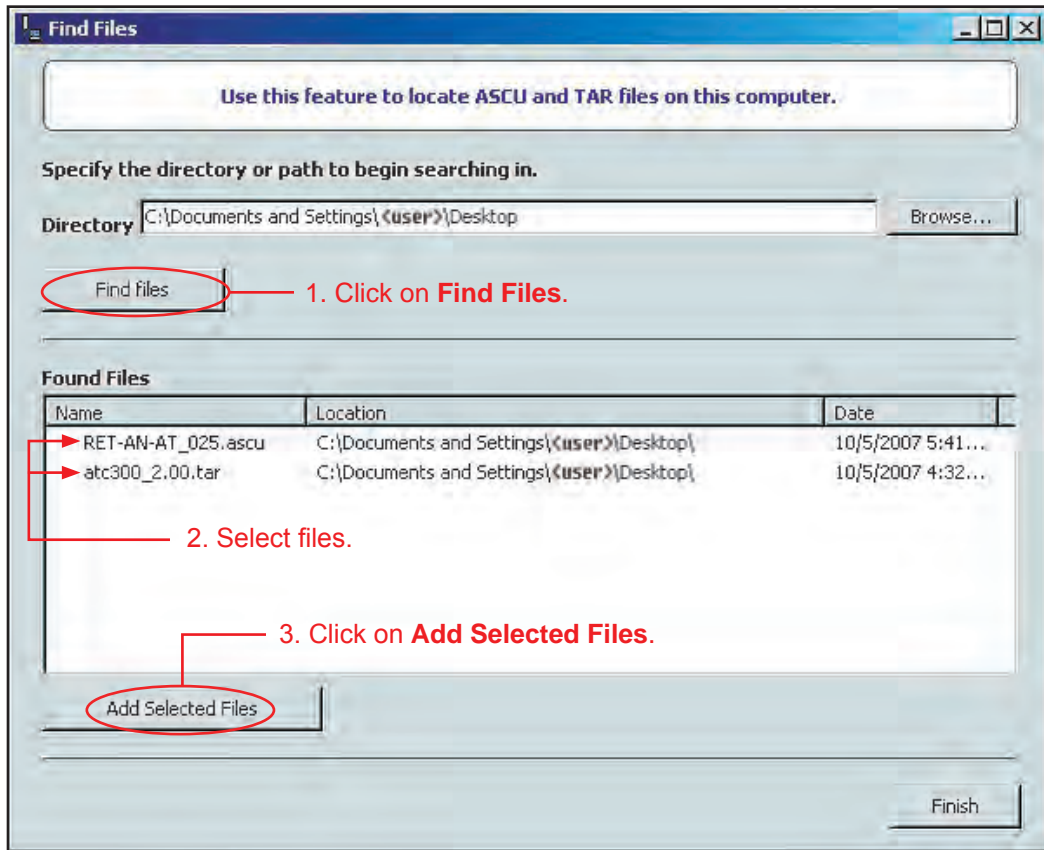 Find Files
Use this feature to locate ASCU and TAR files on this computer.
Specify the directory or path to begin searching in.
Directory C:\Documents and Settings\<user>\Desktop Browse...
Find files 1. Click on Find Files.
Found Files
Name Location Date
RET-AN-AT_025.ascu C:\Documents and Settings\<user>\Desktop\ 10/5/2007 5:41...
atc300_2.00.tar C:\Documents and Settings\<user>\Desktop\ 10/5/2007 4:32...
2. Select files.
3. Click on Add Selected Files.
Add Selected Files
Finish